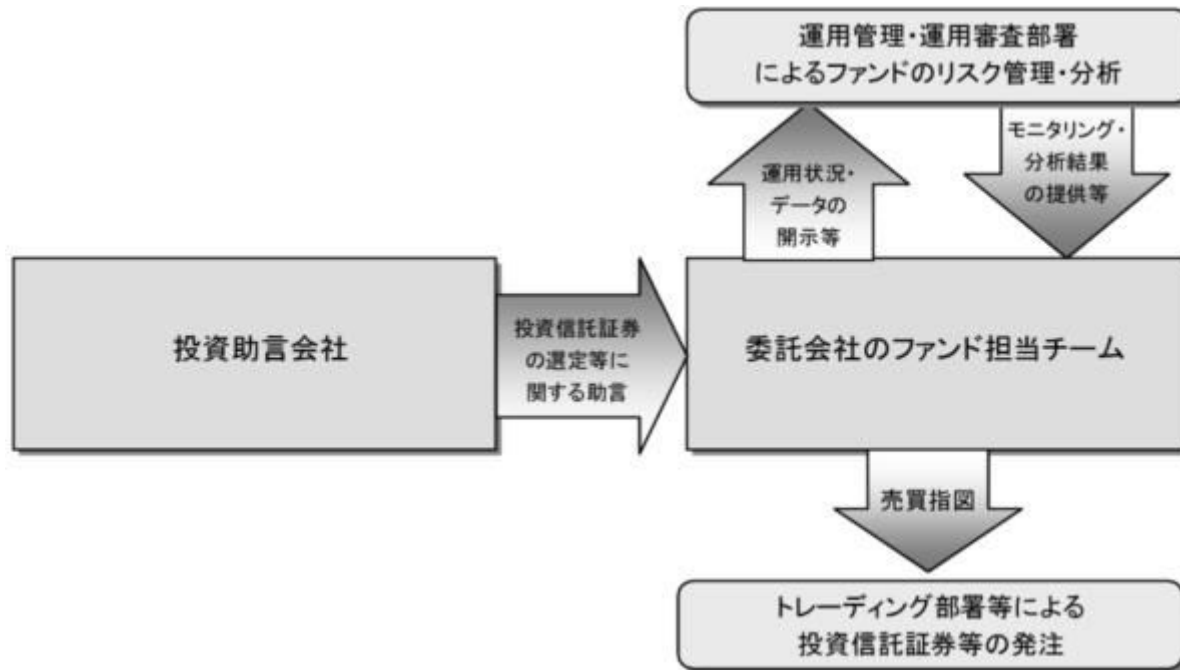 運用管理・運用審査部署
によるファンドのリスク管理・分析
運用状況・
データの
開示等
モニタリング・
分析結果
の提供等
投資助言会社
投資信託証券
の選定等に
関する助言
委託会社のファンド担当チーム
売買指図
トレーディング部署等による
投資信託証券等の発注